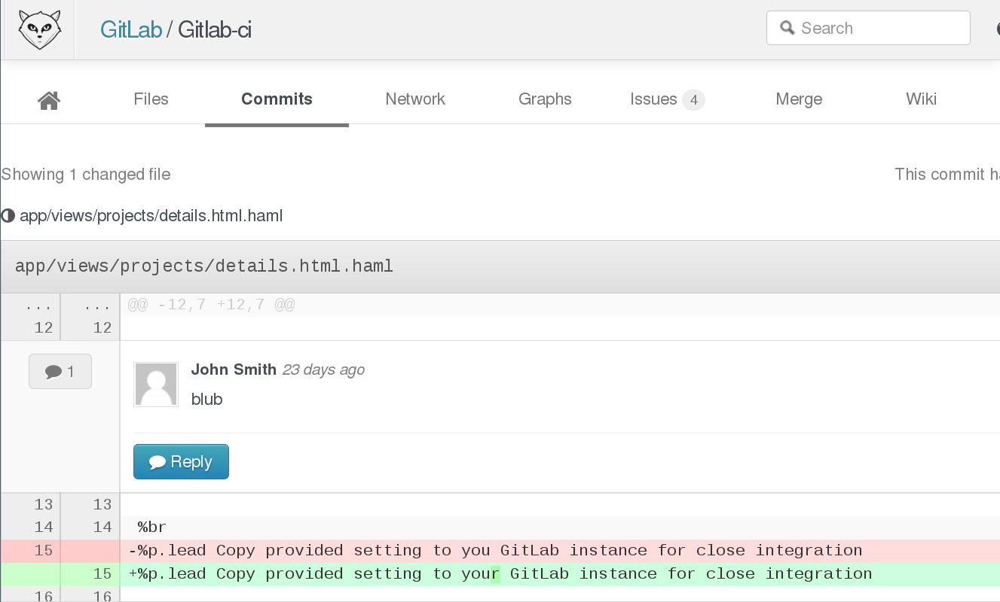 GitLab / Gitlab-ci
Search
Files Commits Network Graphs Issues 4 Merge Wiki
Showing 1 changed file This commit
app/views/projects/details.html.haml
app/views/projects/details.html.haml
... ... @@ -12,7 +12,7 @@
12 12
1
John Smith 23 days ago
blub
Reply
13 13
14 14 %br
15 -%p.lead Copy provided setting to you GitLab instance for close integration
15 +%p.lead Copy provided setting to your GitLab instance for close integration
16 16